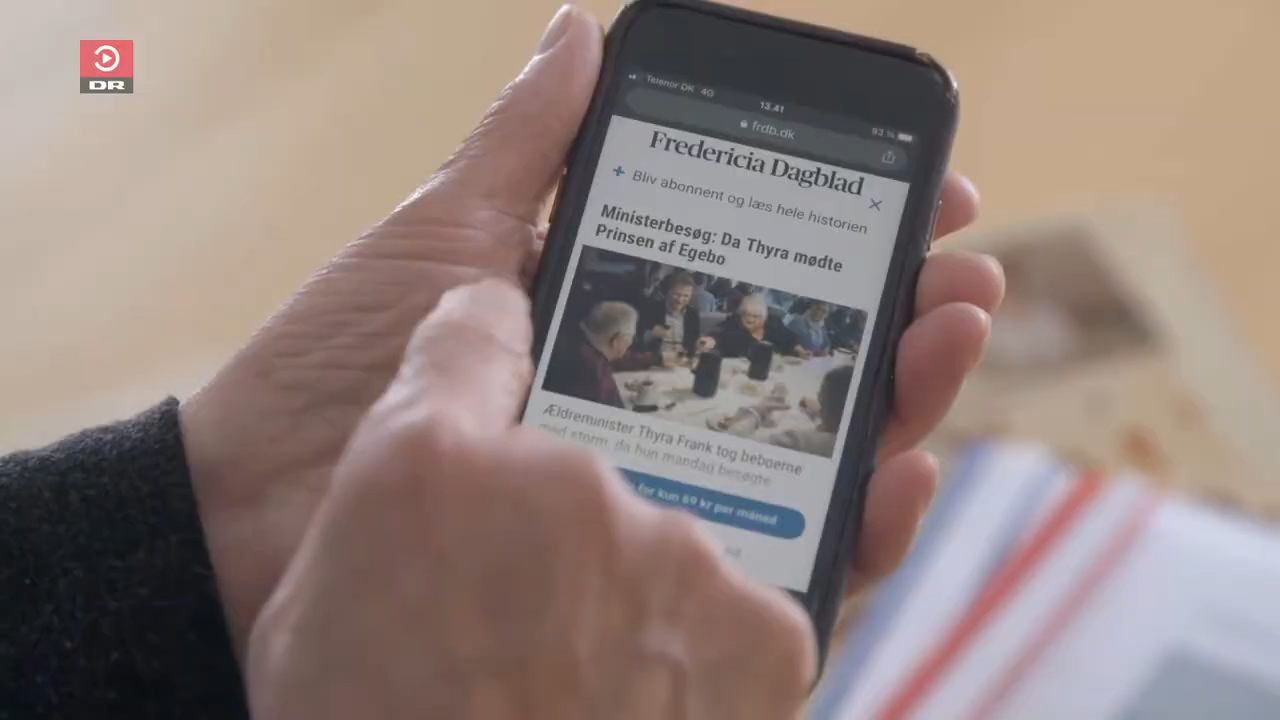 DR
Telenor DK 4G
13.41
93 %
frdb.dk
Fredericia Dagblad
Bliv abonnent og læs hele historien
Ministerbesøg: Da Thyra mødte
Prinsen af Egebo
Ældreminister Thyra Frank tog beboerne
med storm, da hun mandag besøgte
for kun 69 kr per måned